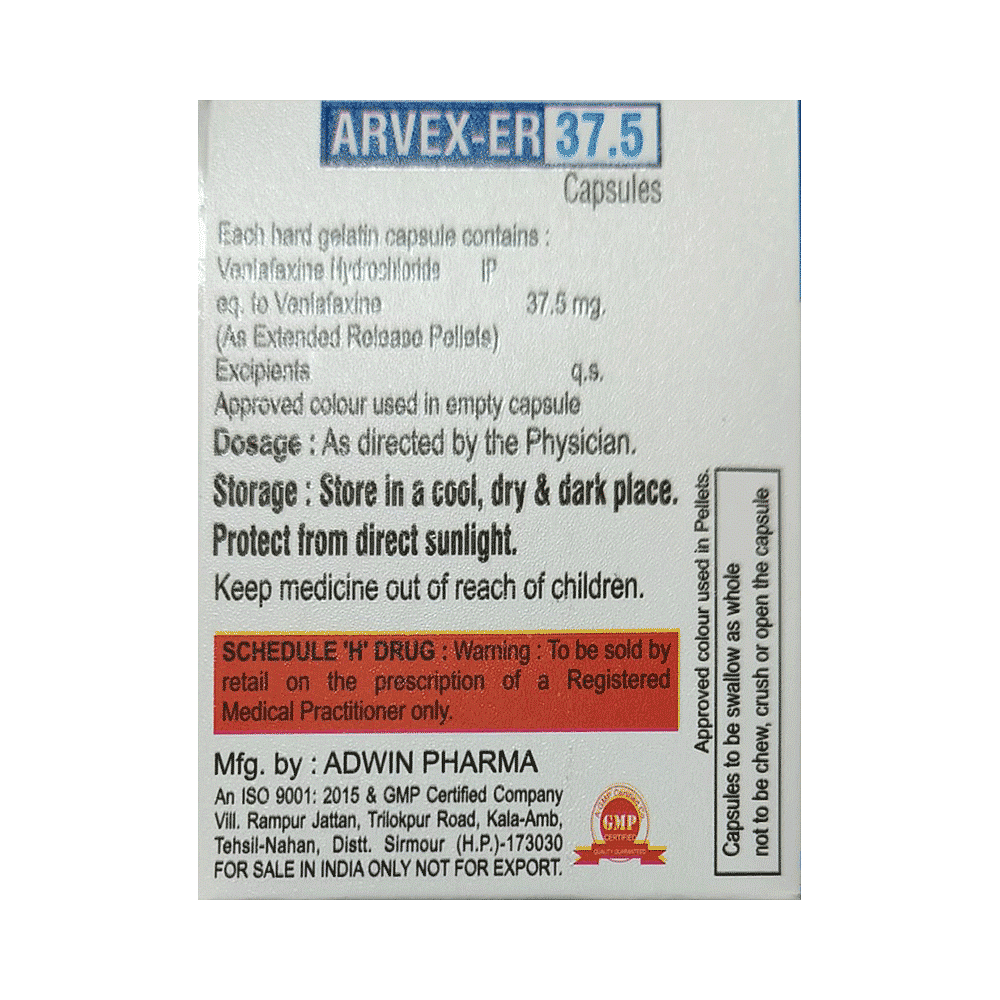 ARVEX-ER 37.5
Capsules
Each hard gelatin capsule contains :
Venlafaxine Hydrochloride IP
eq. to Venlafaxine 37.5 mg.
(As Extended Release Pellets)
Excipients q.s.
Approved colour used in empty capsule
Dosage : As directed by the Physician.
Storage : Store in a cool, dry & dark place.
Protect from direct sunlight.
Keep medicine out of reach of children.
SCHEDULE 'H' DRUG : Warning : To be sold by
retail on the prescription of a Registered
Medical Practitioner only.
Mfg. by : ADWIN PHARMA
An ISO 9001: 2015 & GMP Certified Company
Vill. Rampur Jattan, Trilokpur Road, Kala-Amb,
Tehsil-Nahan, Distt. Sirmour (H.P.)-173030
FOR SALE IN INDIA ONLY NOT FOR EXPORT.
A GMP Certified Co.
GMP
CERTIFIED
QUALITY GUARANTEED
Approved colour used in Pellets.
Capsules to be swallow as whole
not to be chew, crush or open the capsule